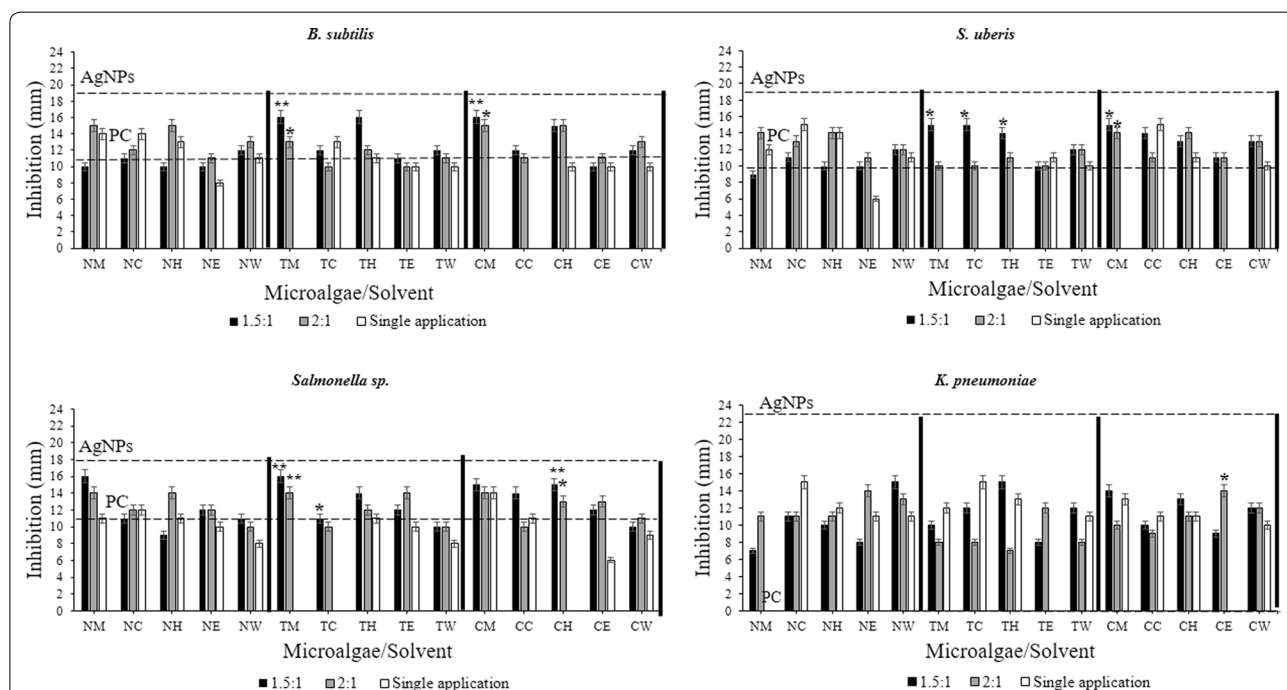 B. subtilis
24
22
20
18
16
14
12
10
8
6
4
2
0
Inhibition (mm)
AgNPs
PC
** * ** *
NM NC NH NE NW TM TC TH TE TW CM CC CH CE CW
Microalgae/Solvent
1.5:1 2:1 Single application
S. uberis
24
22
20
18
16
14
12
10
8
6
4
2
0
Inhibition (mm)
AgNPs
PC
* * * * *
NM NC NH NE NW TM TC TH TE TW CM CC CH CE CW
Microalgae/Solvent
1.5:1 2:1 Single application
Salmonella sp.
24
22
20
18
16
14
12
10
8
6
4
2
0
Inhibition (mm)
AgNPs
PC
** ** * ** *
NM NC NH NE NW TM TC TH TE TW CM CC CH CE CW
Microalgae/Solvent
1.5:1 2:1 Single application
K. pneumoniae
24
22
20
18
16
14
12
10
8
6
4
2
0
Inhibition (mm)
AgNPs
PC
*
NM NC NH NE NW TM TC TH TE TW CM CC CH CE CW
Microalgae/Solvent
1.5:1 2:1 Single application